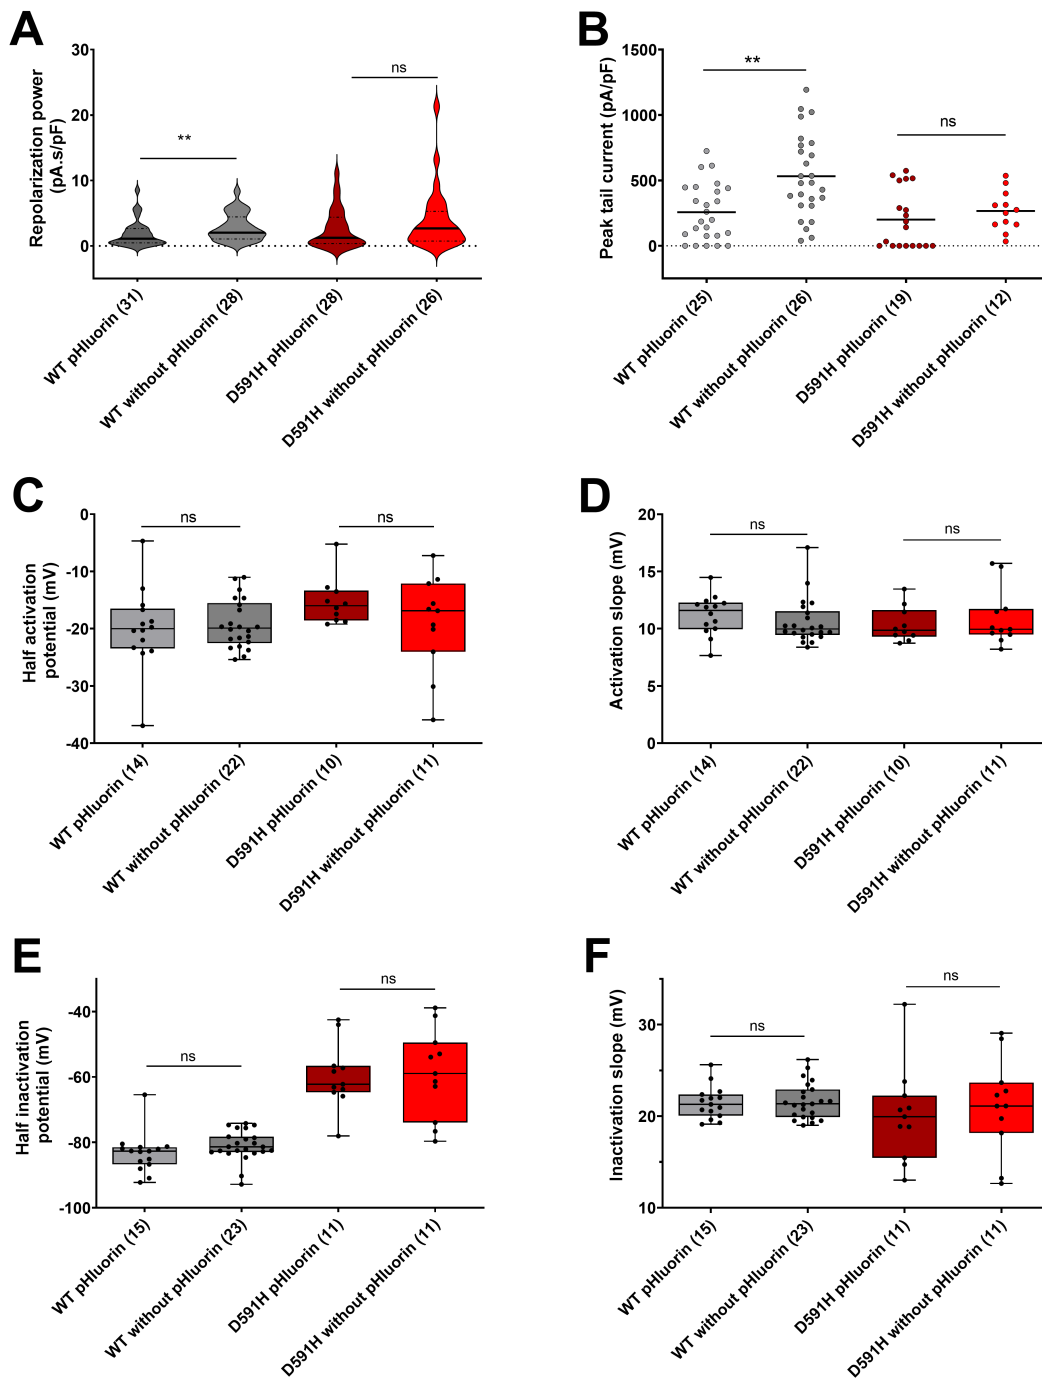 A
Repolarization power
(pA.s/pF)
30
20
10
0
**
ns
WT pHluorin (31)
WT without pHluorin (28)
D591H pHluorin (28)
D591H without pHluorin (26)
B
Peak tail current (pA/pF)
1500
1000
500
0
**
ns
WT pHluorin (25)
WT without pHluorin (26)
D591H pHluorin (19)
D591H without pHluorin (12)
C
Half activation
potential (mV)
0
-10
-20
-30
-40
ns
ns
WT pHluorin (14)
WT without pHluorin (22)
D591H pHluorin (10)
D591H without pHluorin (11)
D
Activation slope (mV)
20
15
10
5
0
ns
ns
WT pHluorin (14)
WT without pHluorin (22)
D591H pHluorin (10)
D591H without pHluorin (11)
E
Half inactivation
potential (mV)
-40
-60
-80
-100
ns
ns
WT pHluorin (15)
WT without pHluorin (23)
D591H pHluorin (11)
D591H without pHluorin (11)
F
Inactivation slope (mV)
30
20
10
ns
ns
WT pHluorin (15)
WT without pHluorin (23)
D591H pHluorin (11)
D591H without pHluorin (11)